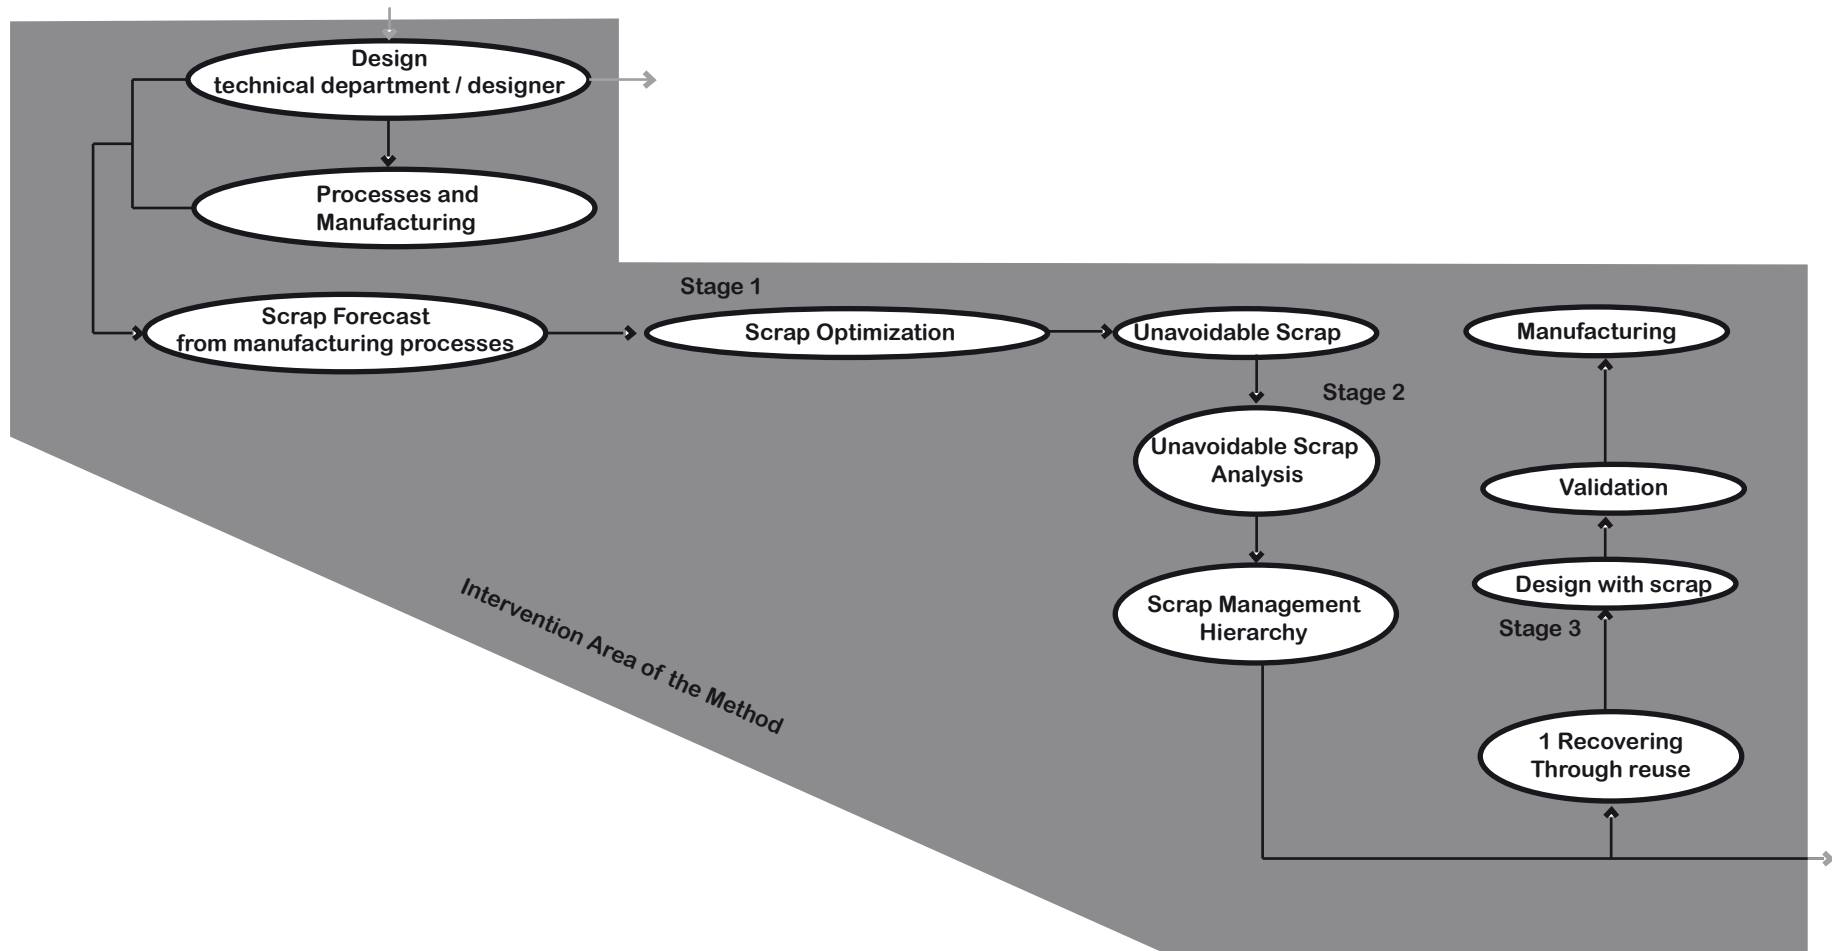 Design
technical department / designer
Processes and
Manufacturing
Stage 1
Scrap Forecast
from manufacturing processes
Scrap Optimization
Unavoidable Scrap
Manufacturing
Stage 2
Unavoidable Scrap
Analysis
Validation
Design with scrap
Scrap Management
Hierarchy
Stage 3
Intervention Area of the Method
1 Recovering
Through reuse